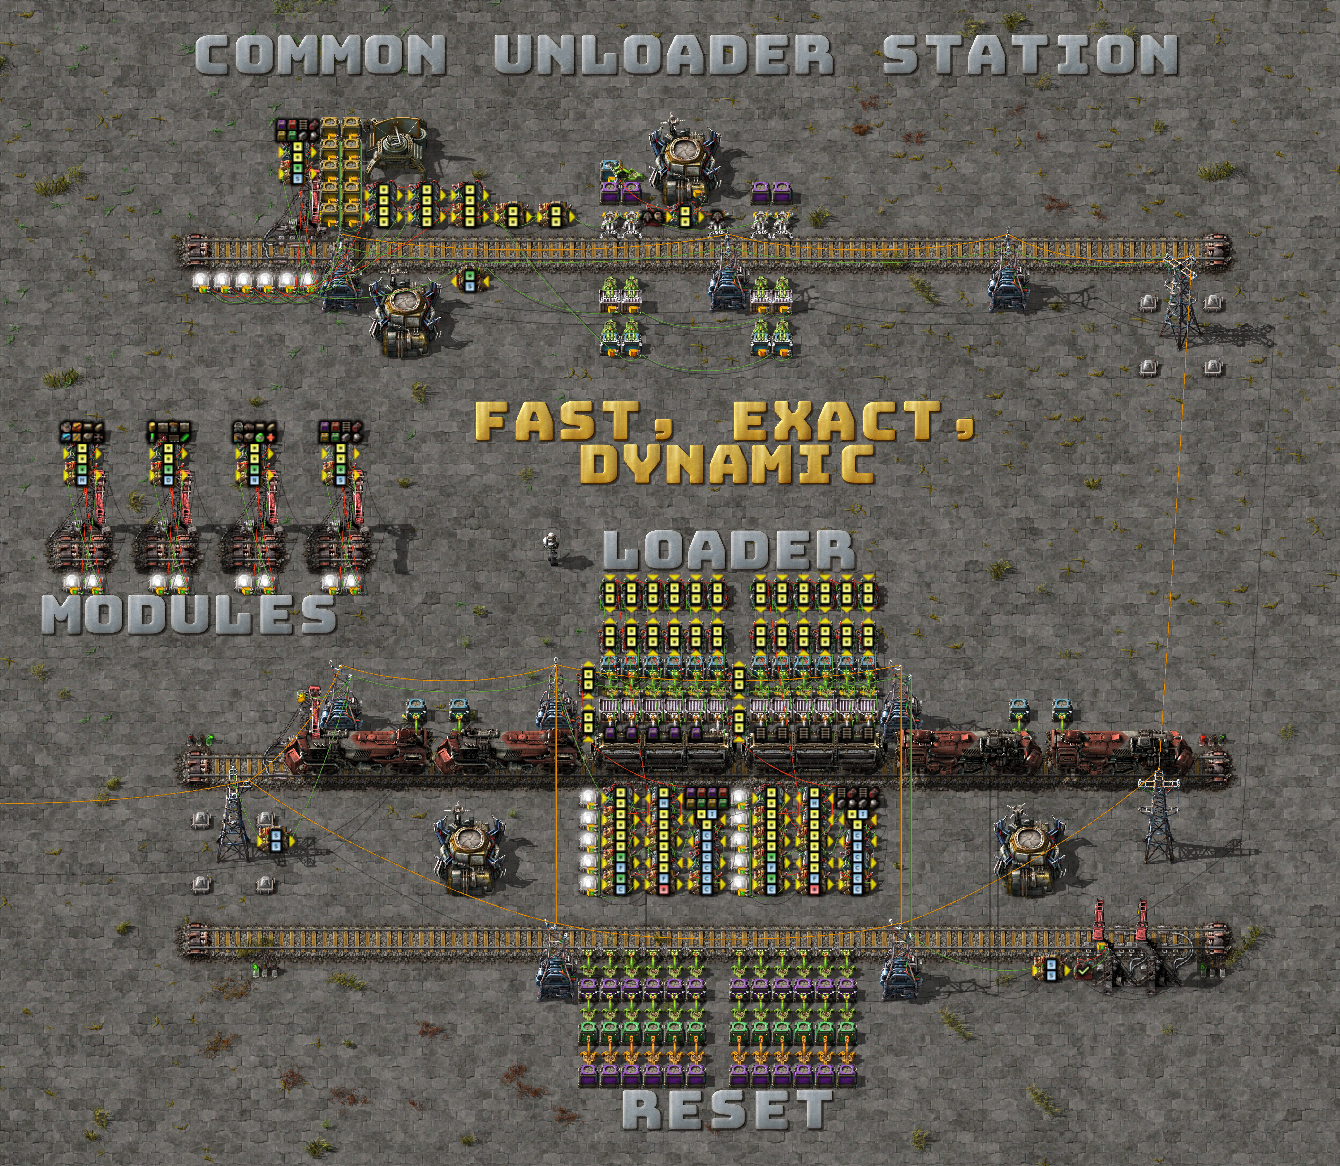 COMMON UNLOADER STATION
FAST, EXACT,
DYNAMIC
LOADER
MODULES
RESET